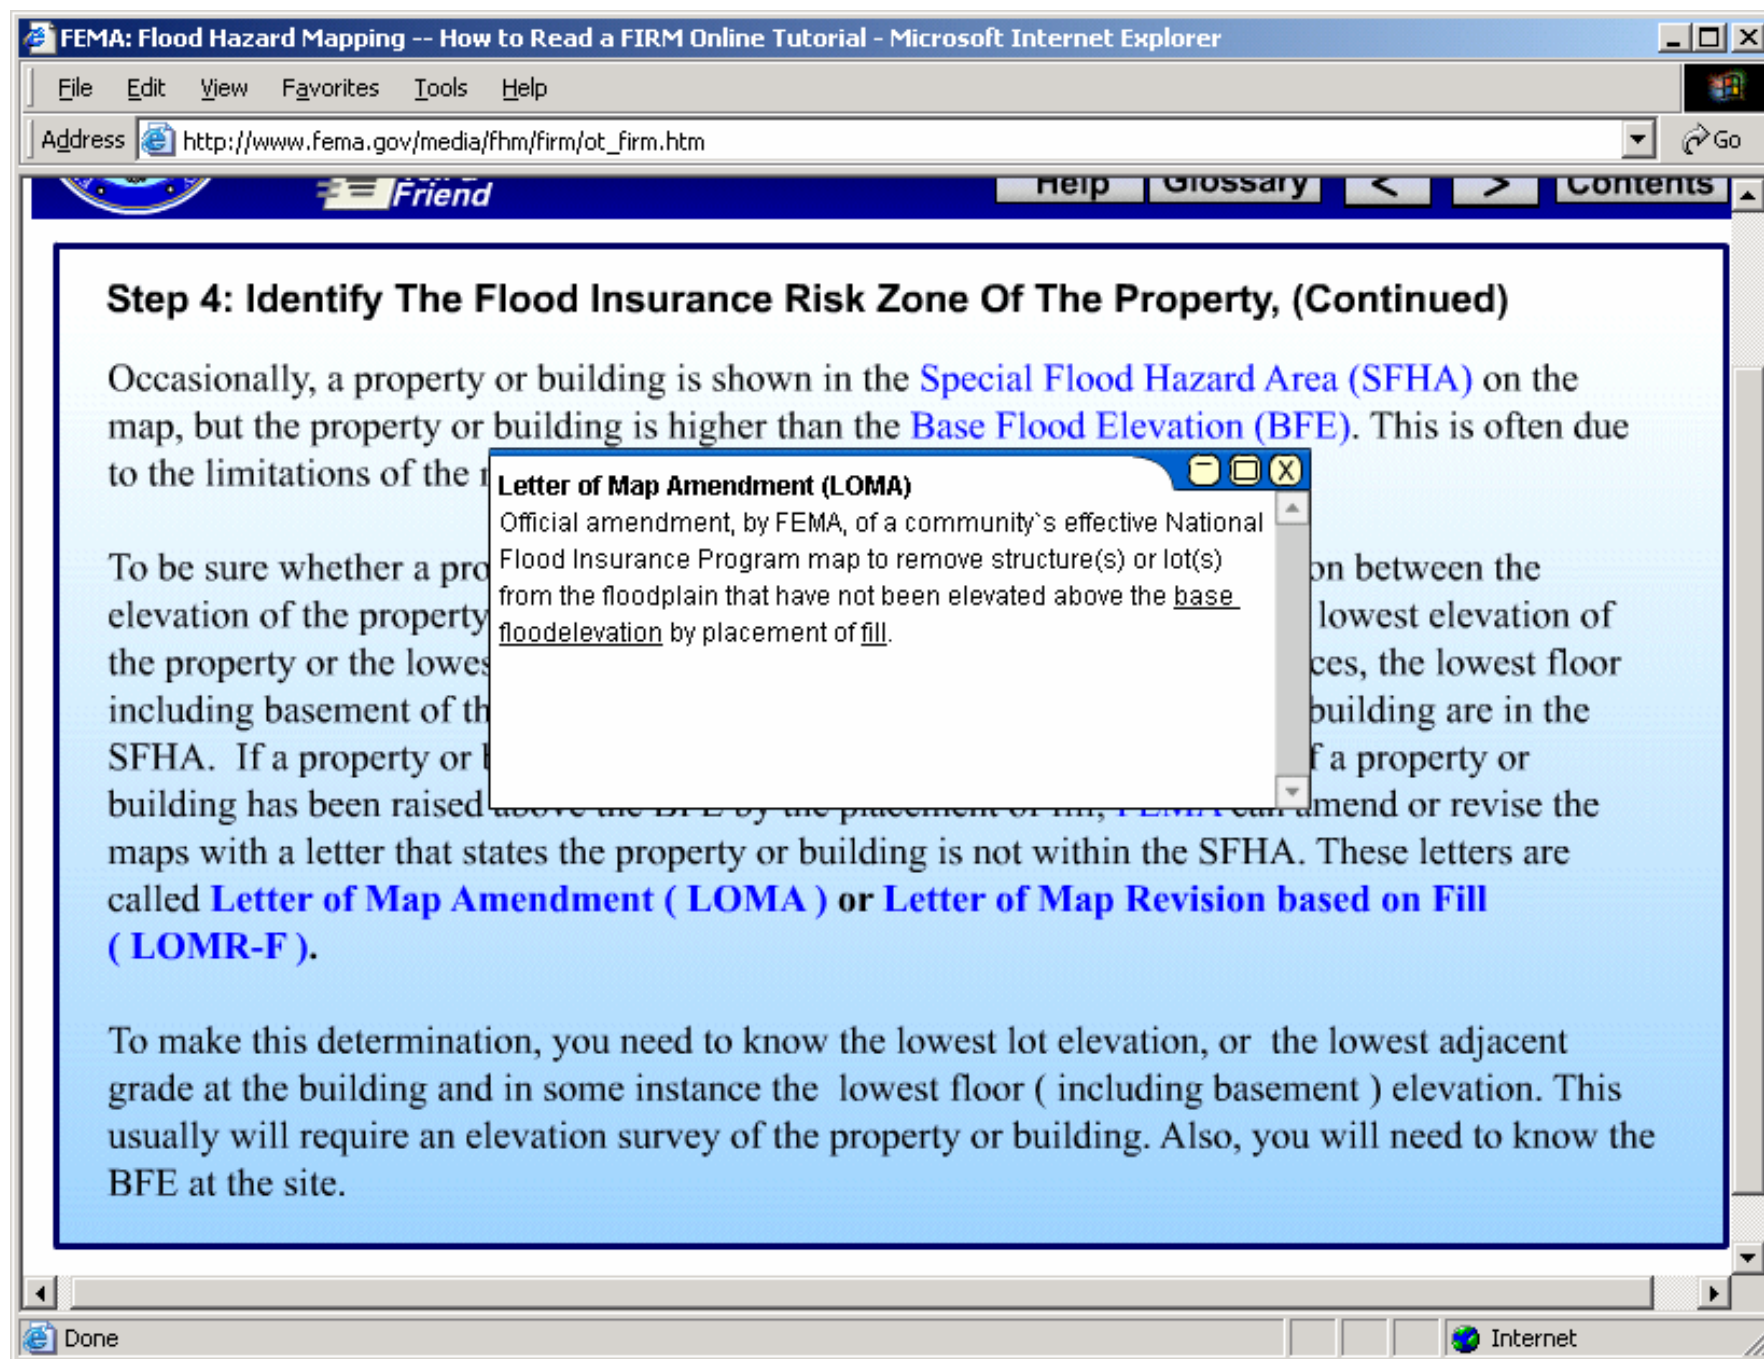 FEMA: Flood Hazard Mapping -- How to Read a FIRM Online Tutorial - Microsoft Internet Explorer
File Edit View Favorites Tools Help
Address http://www.fema.gov/media/fhm/firm/ot_firm.htm Go
Friend Help Glossary < > Contents
Step 4: Identify The Flood Insurance Risk Zone Of The Property, (Continued)
Occasionally, a property or building is shown in the Special Flood Hazard Area (SFHA) on the
map, but the property or building is higher than the Base Flood Elevation (BFE). This is often due
to the limitations of the
Letter of Map Amendment (LOMA)
Official amendment, by FEMA, of a community`s effective National
Flood Insurance Program map to remove structure(s) or lot(s)
from the floodplain that have not been elevated above the base
floodelevation by placement of fill.
To be sure whether a pro on between the
elevation of the property lowest elevation of
the property or the lowes ces, the lowest floor
including basement of th building are in the
SFHA. If a property or f a property or
building has been raised above the BFE by the placement of fill, FEMA can amend or revise the
maps with a letter that states the property or building is not within the SFHA. These letters are
called Letter of Map Amendment ( LOMA ) or Letter of Map Revision based on Fill
( LOMR-F ).
To make this determination, you need to know the lowest lot elevation, or the lowest adjacent
grade at the building and in some instance the lowest floor ( including basement ) elevation. This
usually will require an elevation survey of the property or building. Also, you will need to know the
BFE at the site.
Done Internet